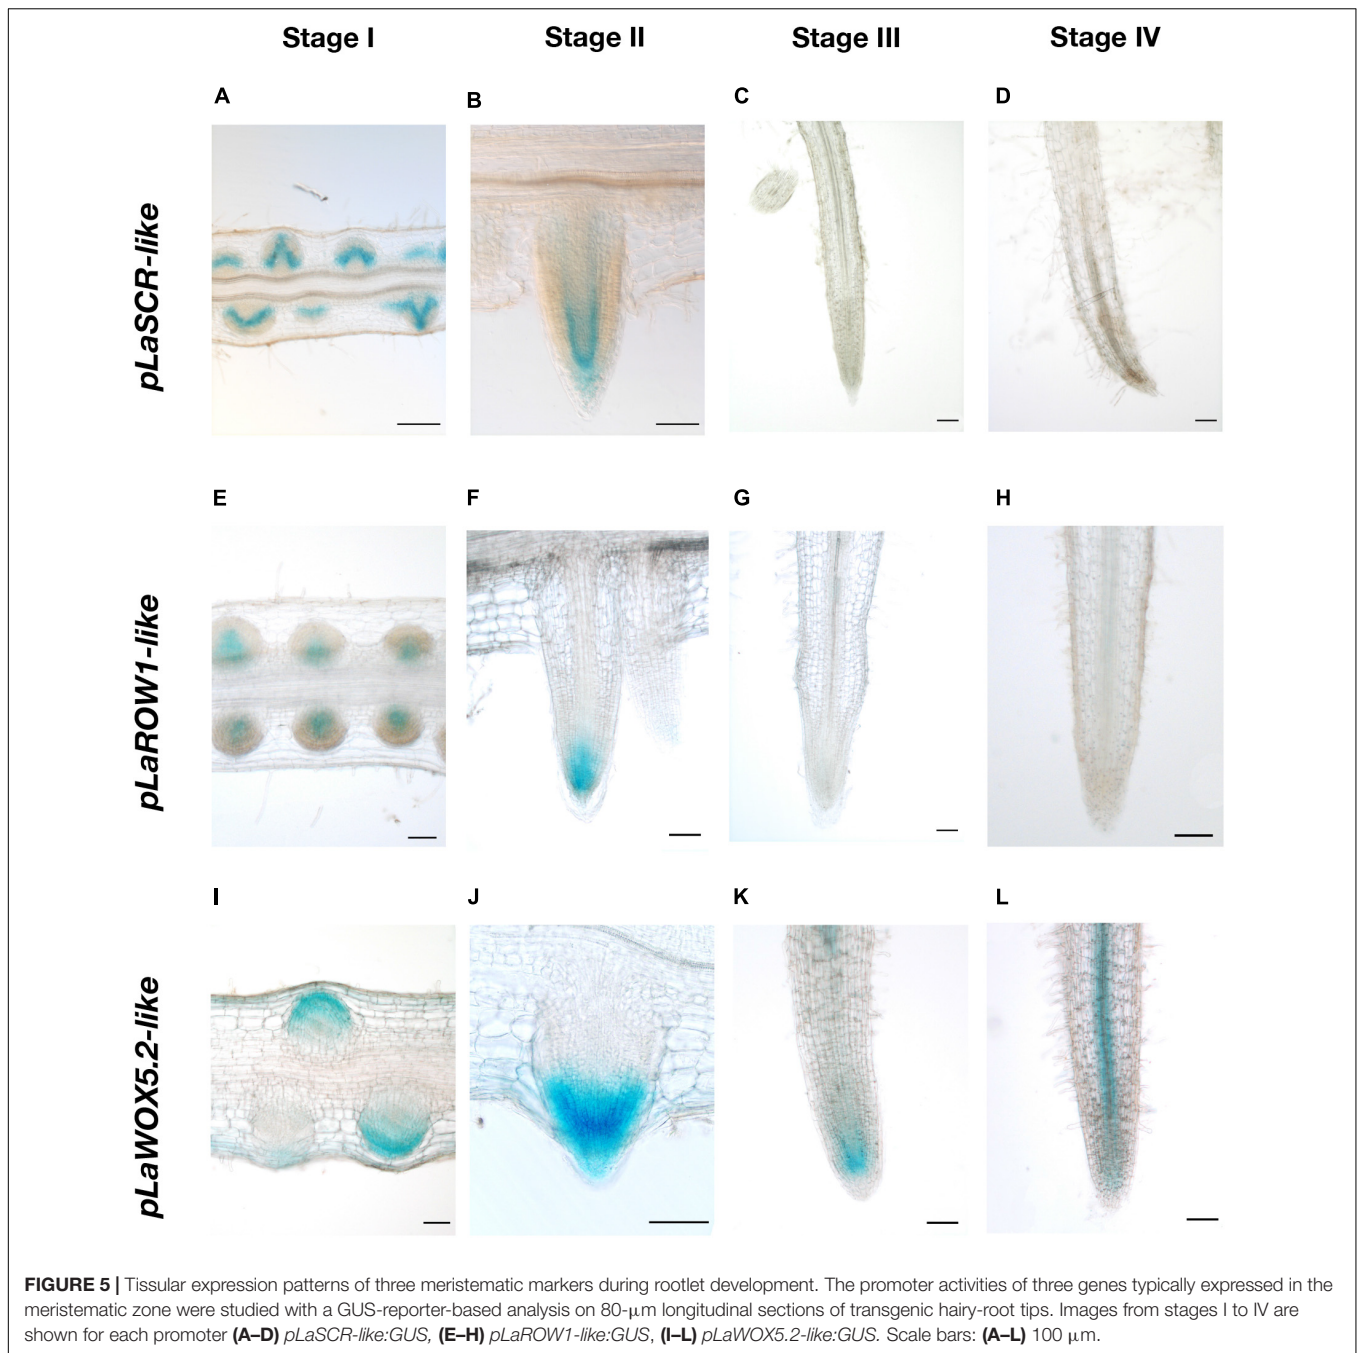 Stage I
Stage II
Stage III
Stage IV
A
B
C
D
pLaSCR-like
E
F
G
H
pLaROW1-like
I
J
K
L
pLaWOX5.2-like
FIGURE 5 | Tissular expression patterns of three meristematic markers during rootlet development. The promoter activities of three genes typically expressed in the
meristematic zone were studied with a GUS-reporter-based analysis on 80-μm longitudinal sections of transgenic hairy-root tips. Images from stages I to IV are
shown for each promoter (A–D) pLaSCR-like:GUS, (E–H) pLaROW1-like:GUS, (I–L) pLaWOX5.2-like:GUS. Scale bars: (A–L) 100 μm.